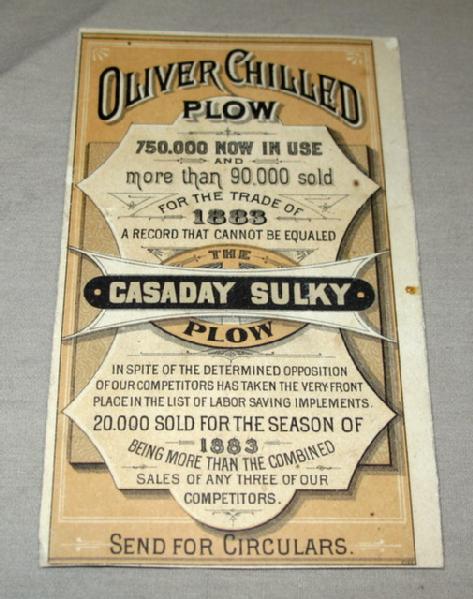 OLIVER CHILLED
PLOW
750.000 NOW IN USE
AND
more than 90.000 sold
FOR THE TRADE OF
1883
A RECORD THAT CANNOT BE EQUALED
THE
CASADAY SULKY
PLOW
IN SPITE OF THE DETERMINED OPPOSITION
OF OUR COMPETITORS HAS TAKEN THE VERY FRONT
PLACE IN THE LIST OF LABOR SAVING IMPLEMENTS.
20.000 SOLD FOR THE SEASON OF
1883
BEING MORE THAN THE COMBINED
SALES OF ANY THREE OF OUR
COMPETITORS.
SEND FOR CIRCULARS.